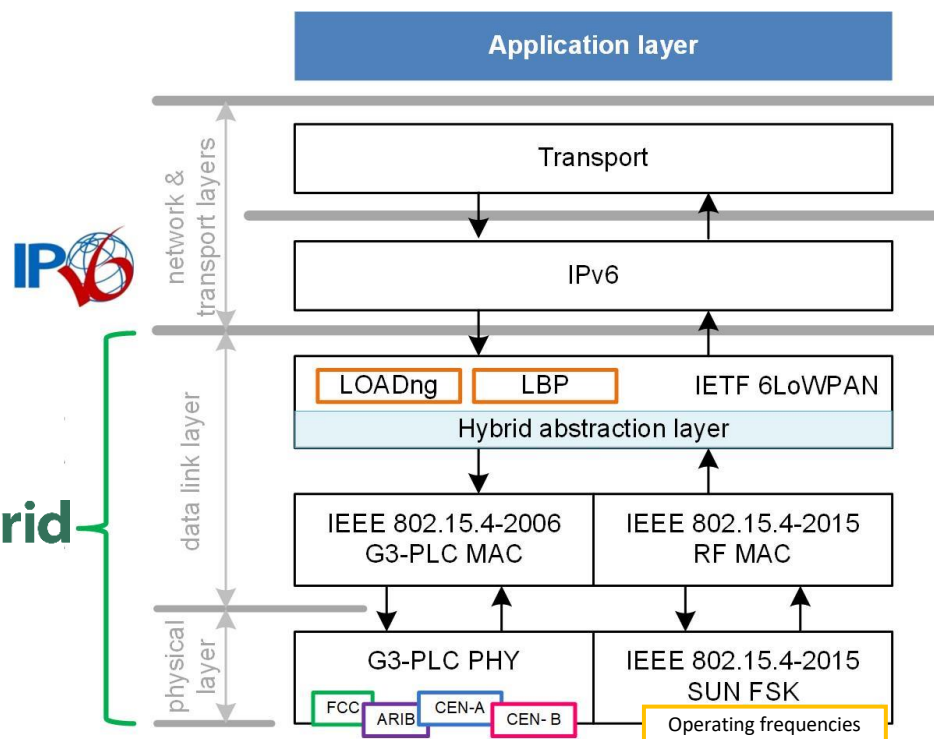 Application layer
network &
transport layers
Transport
IPv6
IPv6
data link layer
LOADng
LBP
IETF 6LoWPAN
Hybrid abstraction layer
rid
IEEE 802.15.4-2006
G3-PLC MAC
IEEE 802.15.4-2015
RF MAC
physical
layer
G3-PLC PHY
FCC
ARIB
CEN-A
CEN- B
IEEE 802.15.4-2015
SUN FSK
Operating frequencies